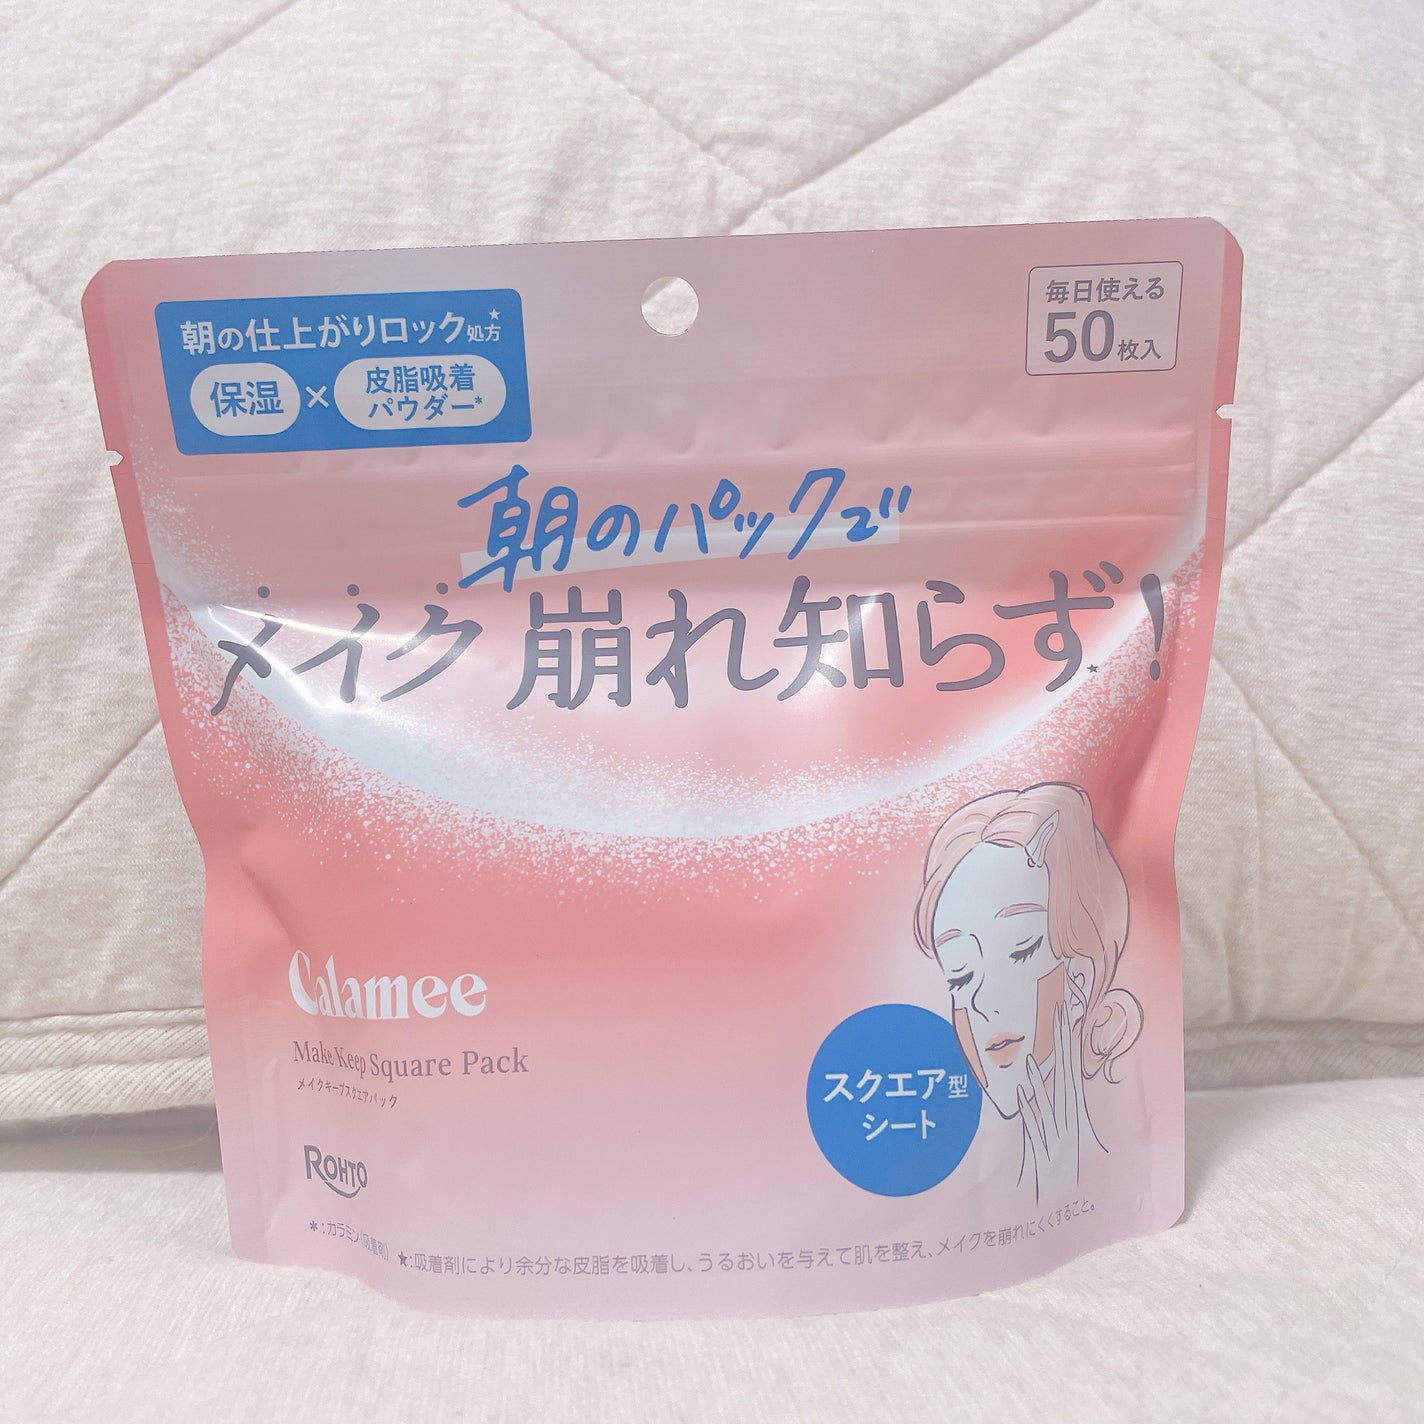 朝の仕上がりロック処方★
保湿×皮脂吸着パウダー*
毎日使える
50枚入
朝のパックで
メイク崩れ知らず★!
Calamee
Make Keep Square Pack
メイクキープスクエアパック
スクエア型
シート
ROHTO
*:カラミン(吸着剤) ★:吸着剤により余分な皮脂を吸着し、うるおいを与えて肌を整え、メイクを崩れにくくすること。